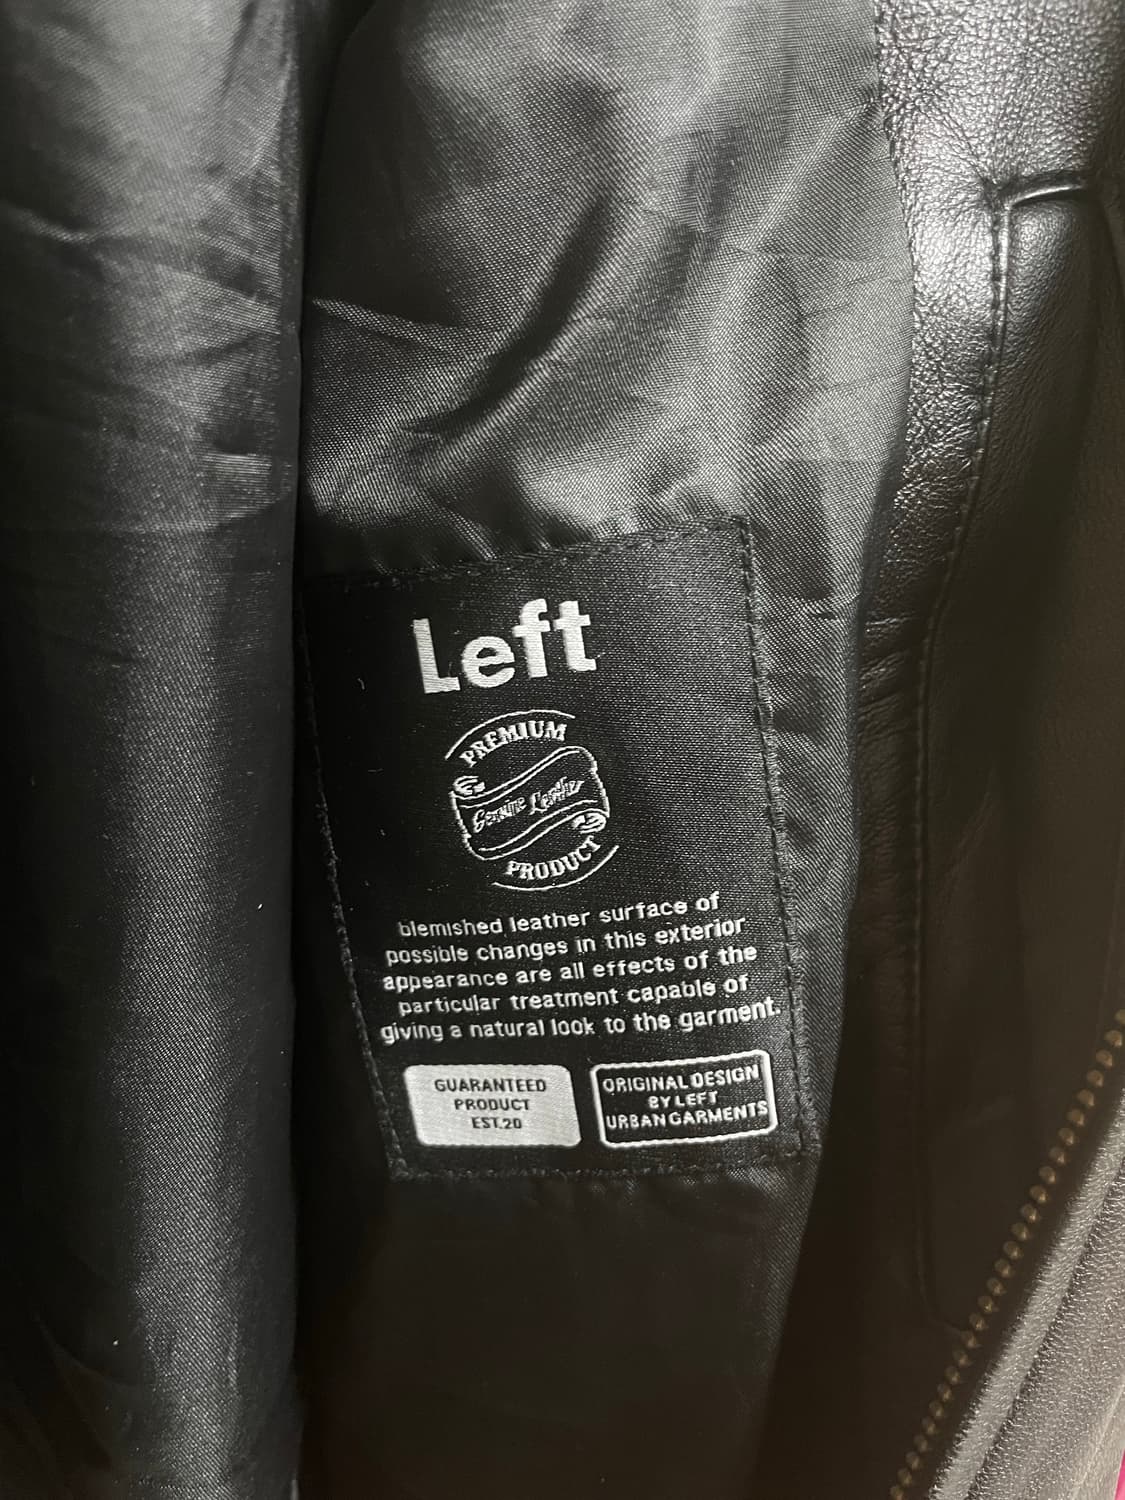 Left
PREMIUM
Genuine Leather
PRODUCT
blemished leather surface of
possible changes in this exterior
appearance are all effects of the
particular treatment capable of
giving a natural look to the garment.
GUARANTEED
PRODUCT
EST.20
ORIGINAL DESIGN
BY LEFT
URBAN GARMENTS